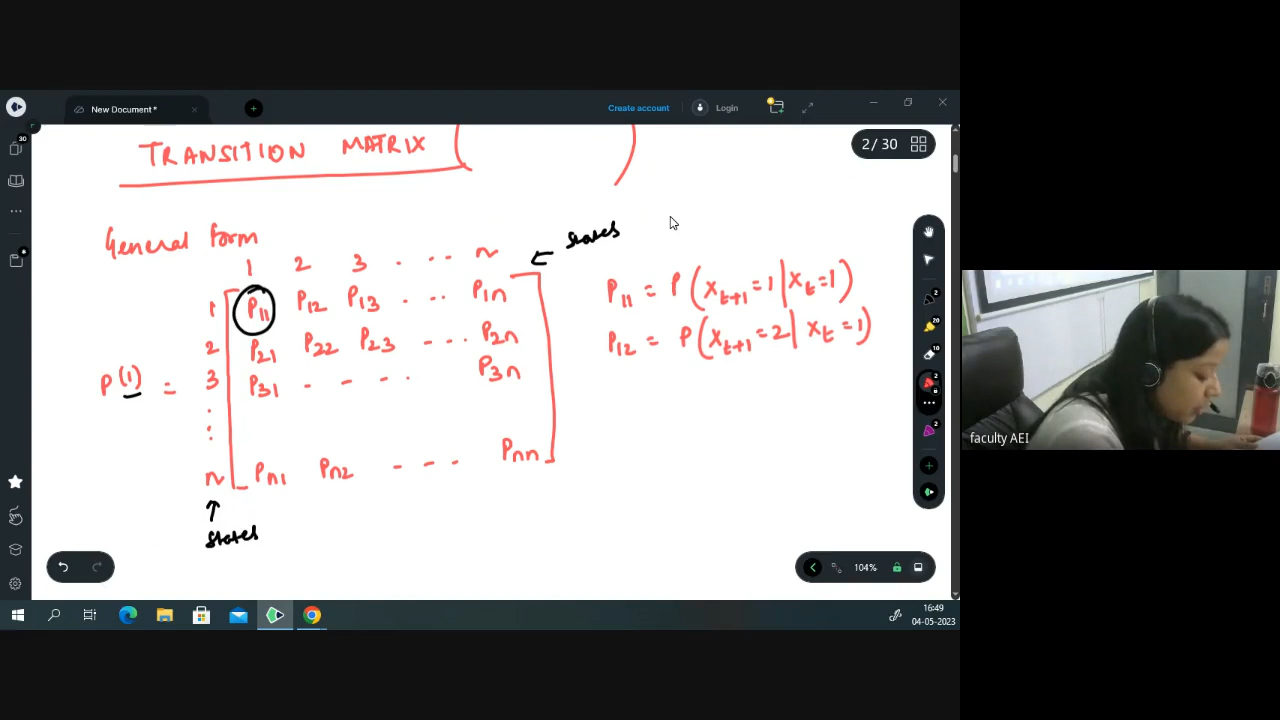 New Document*
Create account
Login
30
TRANSITION MATRIX ( )
2/30
General form
states
1 2 3 . . . . n
1 P11 P12 P13 . . . P1n
2 P21 P22 P23 - - - . P2n
P(1) = 3 P31 - - - . P3n
:
n Pn1 Pn2 - - - Pnn
states
P11 = P(Xt+1=1|Xt=1)
P12 = P(Xt+1=2|Xt=1)
faculty AEI
104%
16:49
04-05-2023